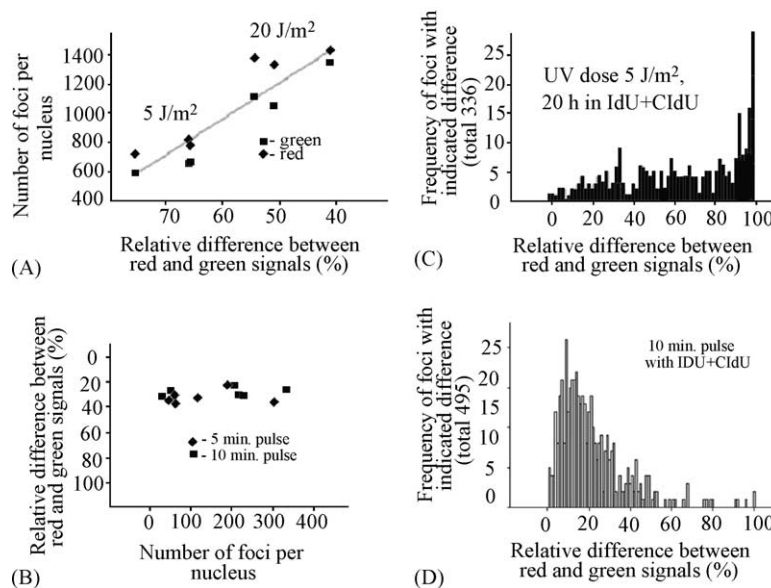 1400
1200
1000
800
600
400
Number of foci per
nucleus
20 J/m²
5 J/m²
- green
- red
70 60 50 40
Relative difference between
red and green signals (%)
(A)
Relative difference between
red and green signals (%)
0
20
40
60
80
100
- 5 min. pulse
- 10 min. pulse
0 100 200 300 400
Number of foci per
nucleus
(B)
Frequency of foci with
indicated difference
(total 336)
30
25
20
15
10
5
0
UV dose 5 J/m²,
20 h in IdU+CIdU
0 20 40 60 80 100
Relative difference between
red and green signals (%)
(C)
Frequency of foci with
indicated difference
(total 495)
25
20
15
10
5
0
10 min. pulse
with IDU+CIdU
0 20 40 60 80 100
Relative difference between
red and green signals (%)
(D)